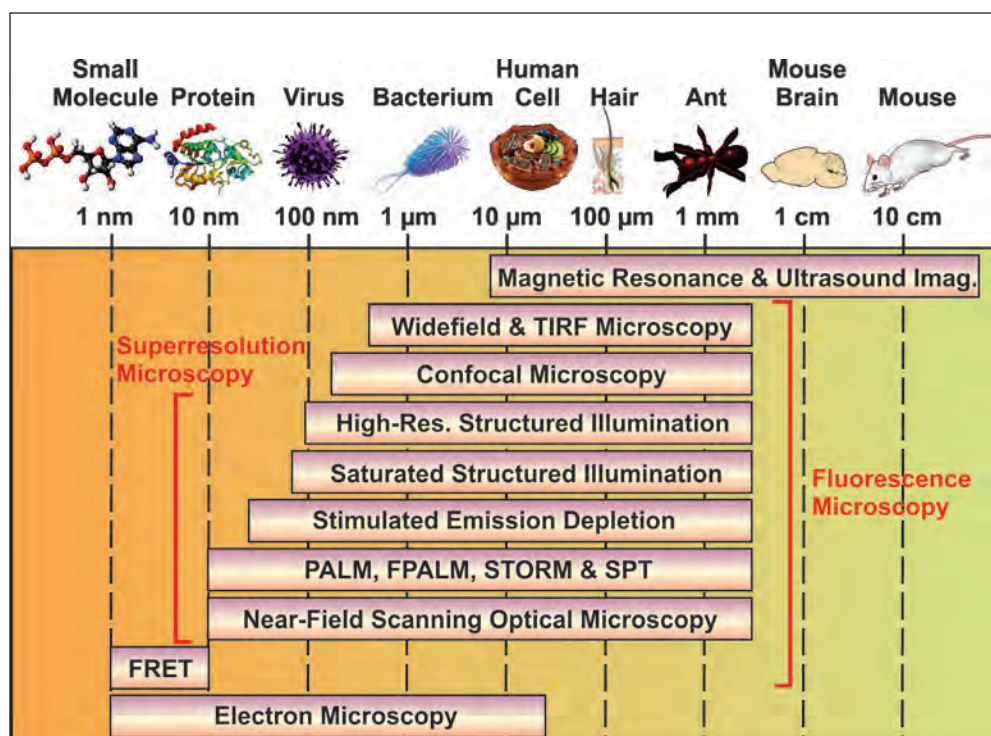 Small Molecule
Protein
Virus
Bacterium
Human Cell
Hair
Ant
Mouse Brain
Mouse
1 nm
10 nm
100 nm
1 µm
10 µm
100 µm
1 mm
1 cm
10 cm
Magnetic Resonance & Ultrasound Imag.
Widefield & TIRF Microscopy
Superresolution
Microscopy
Confocal Microscopy
High-Res. Structured Illumination
Saturated Structured Illumination
Fluorescence
Microscopy
Stimulated Emission Depletion
PALM, FPALM, STORM & SPT
Near-Field Scanning Optical Microscopy
FRET
Electron Microscopy